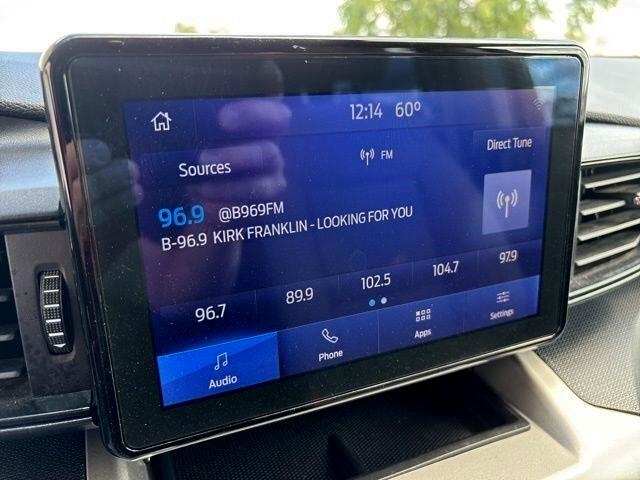 12:14 60°
Sources
FM
Direct Tune
96.9 @B969FM
B-96.9 KIRK FRANKLIN - LOOKING FOR YOU
96.7 89.9 102.5 104.7 97.9
Audio Phone Apps Settings